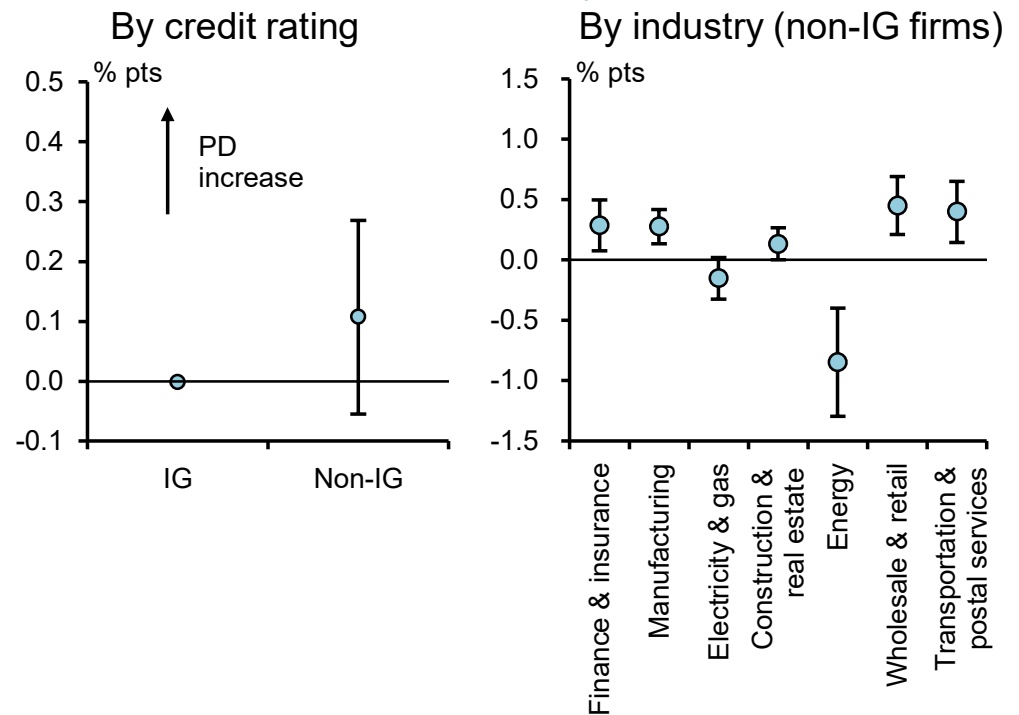 By credit rating
% pts
0.5
0.4
0.3
0.2
0.1
0.0
-0.1
PD
increase
IG
Non-IG
By industry (non-IG firms)
% pts
1.5
1.0
0.5
0.0
-0.5
-1.0
-1.5
Finance & insurance
Manufacturing
Electricity & gas
Construction &
real estate
Energy
Wholesale & retail
Transportation &
postal services